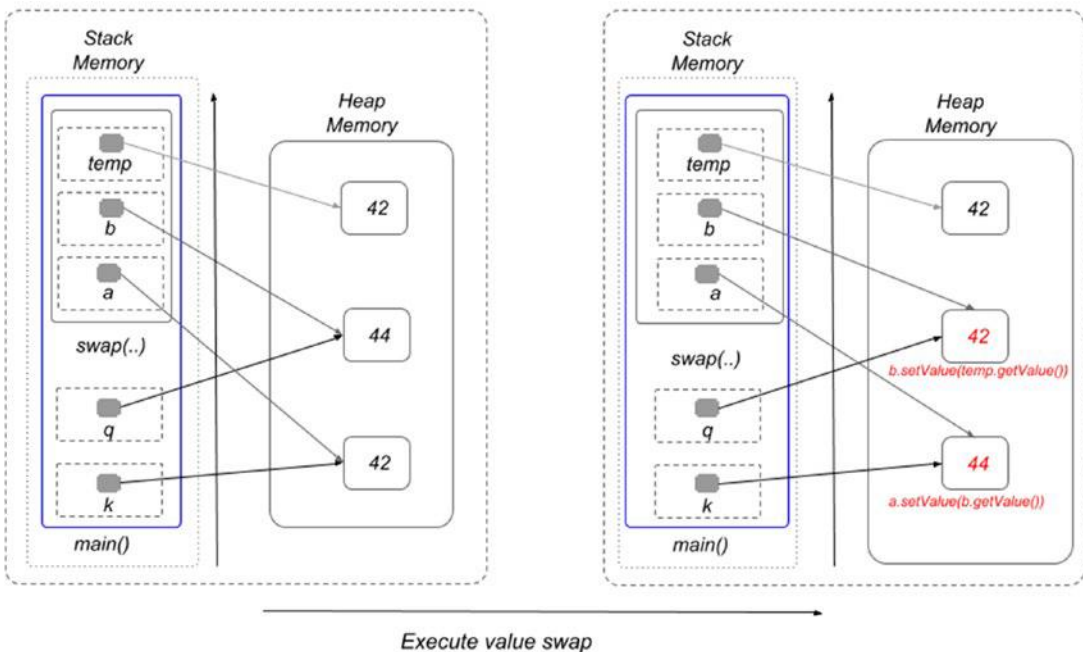 Stack
Memory
Heap
Memory
temp
42
b
a
44
swap(..)
q
42
k
main()
Stack
Memory
Heap
Memory
temp
42
b
a
42
swap(..)
b.setValue(temp.getValue())
q
44
k
a.setValue(b.getValue())
main()
Execute value swap